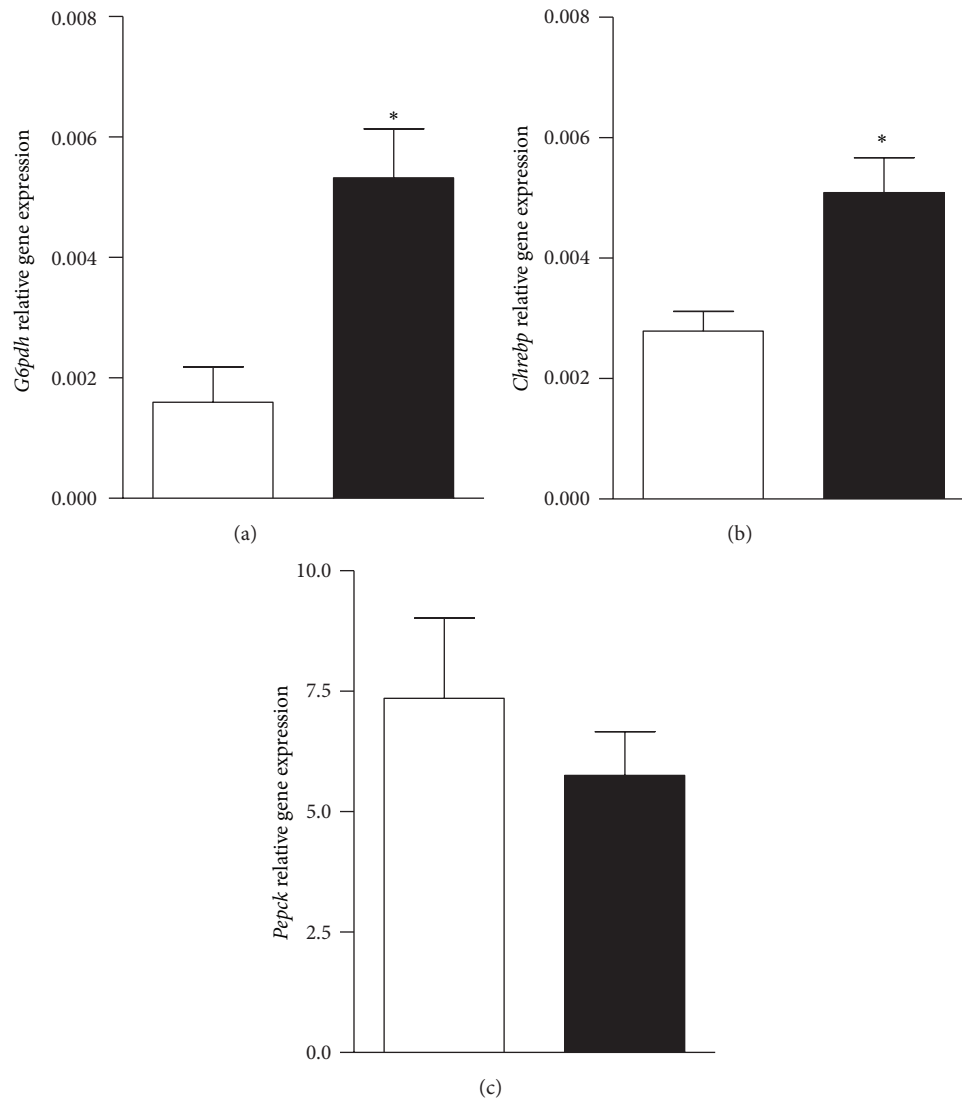 0.008
0.006
0.004
0.002
0.000
G6pdh relative gene expression
*
(a)
0.008
0.006
0.004
0.002
0.000
Chrebp relative gene expression
*
(b)
10.0
7.5
5.0
2.5
0.0
Pepck relative gene expression
(c)